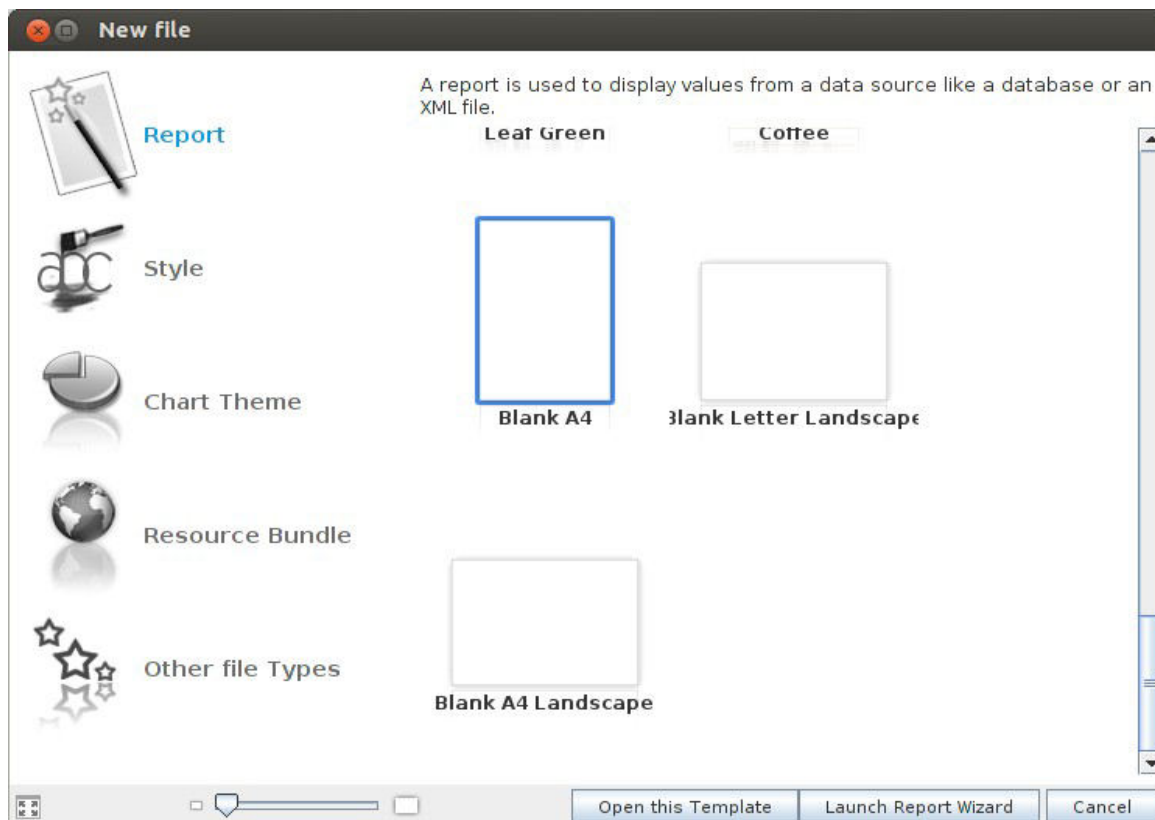 New file
A report is used to display values from a data source like a database or an
XML file.
Report
Leaf Green
Coffee
Style
Blank A4
Blank Letter Landscape
Chart Theme
Resource Bundle
Other file Types
Blank A4 Landscape
Open this Template
Launch Report Wizard
Cancel